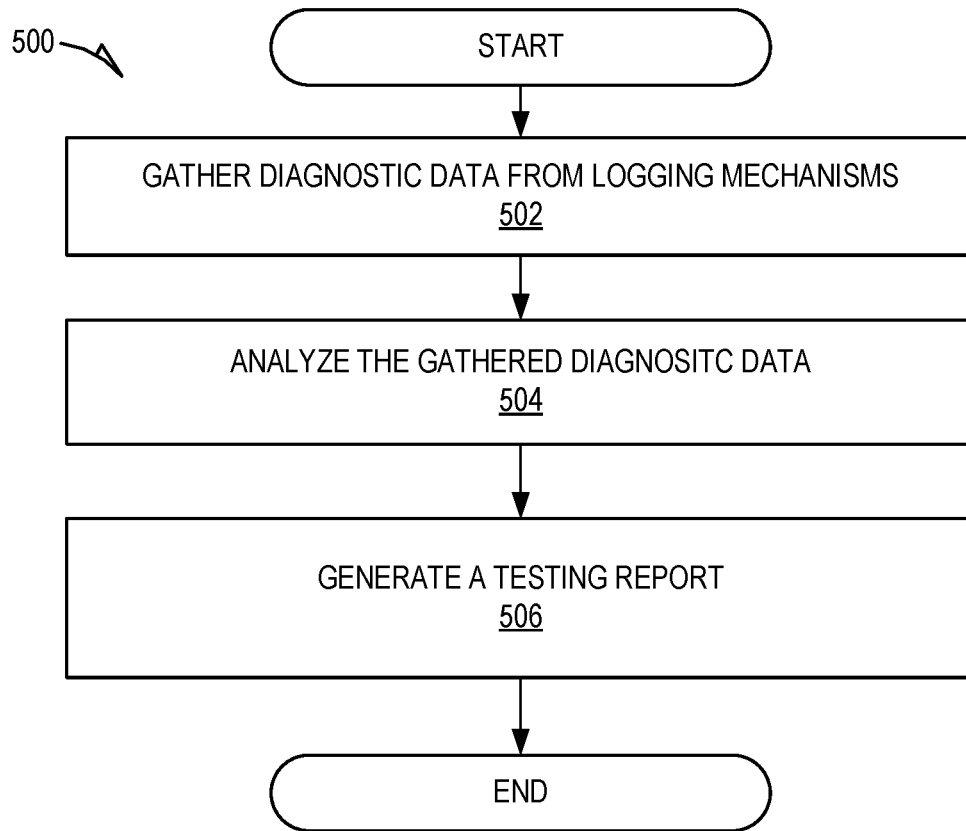 500
START
GATHER DIAGNOSTIC DATA FROM LOGGING MECHANISMS
502
ANALYZE THE GATHERED DIAGNOSITC DATA
504
GENERATE A TESTING REPORT
506
END